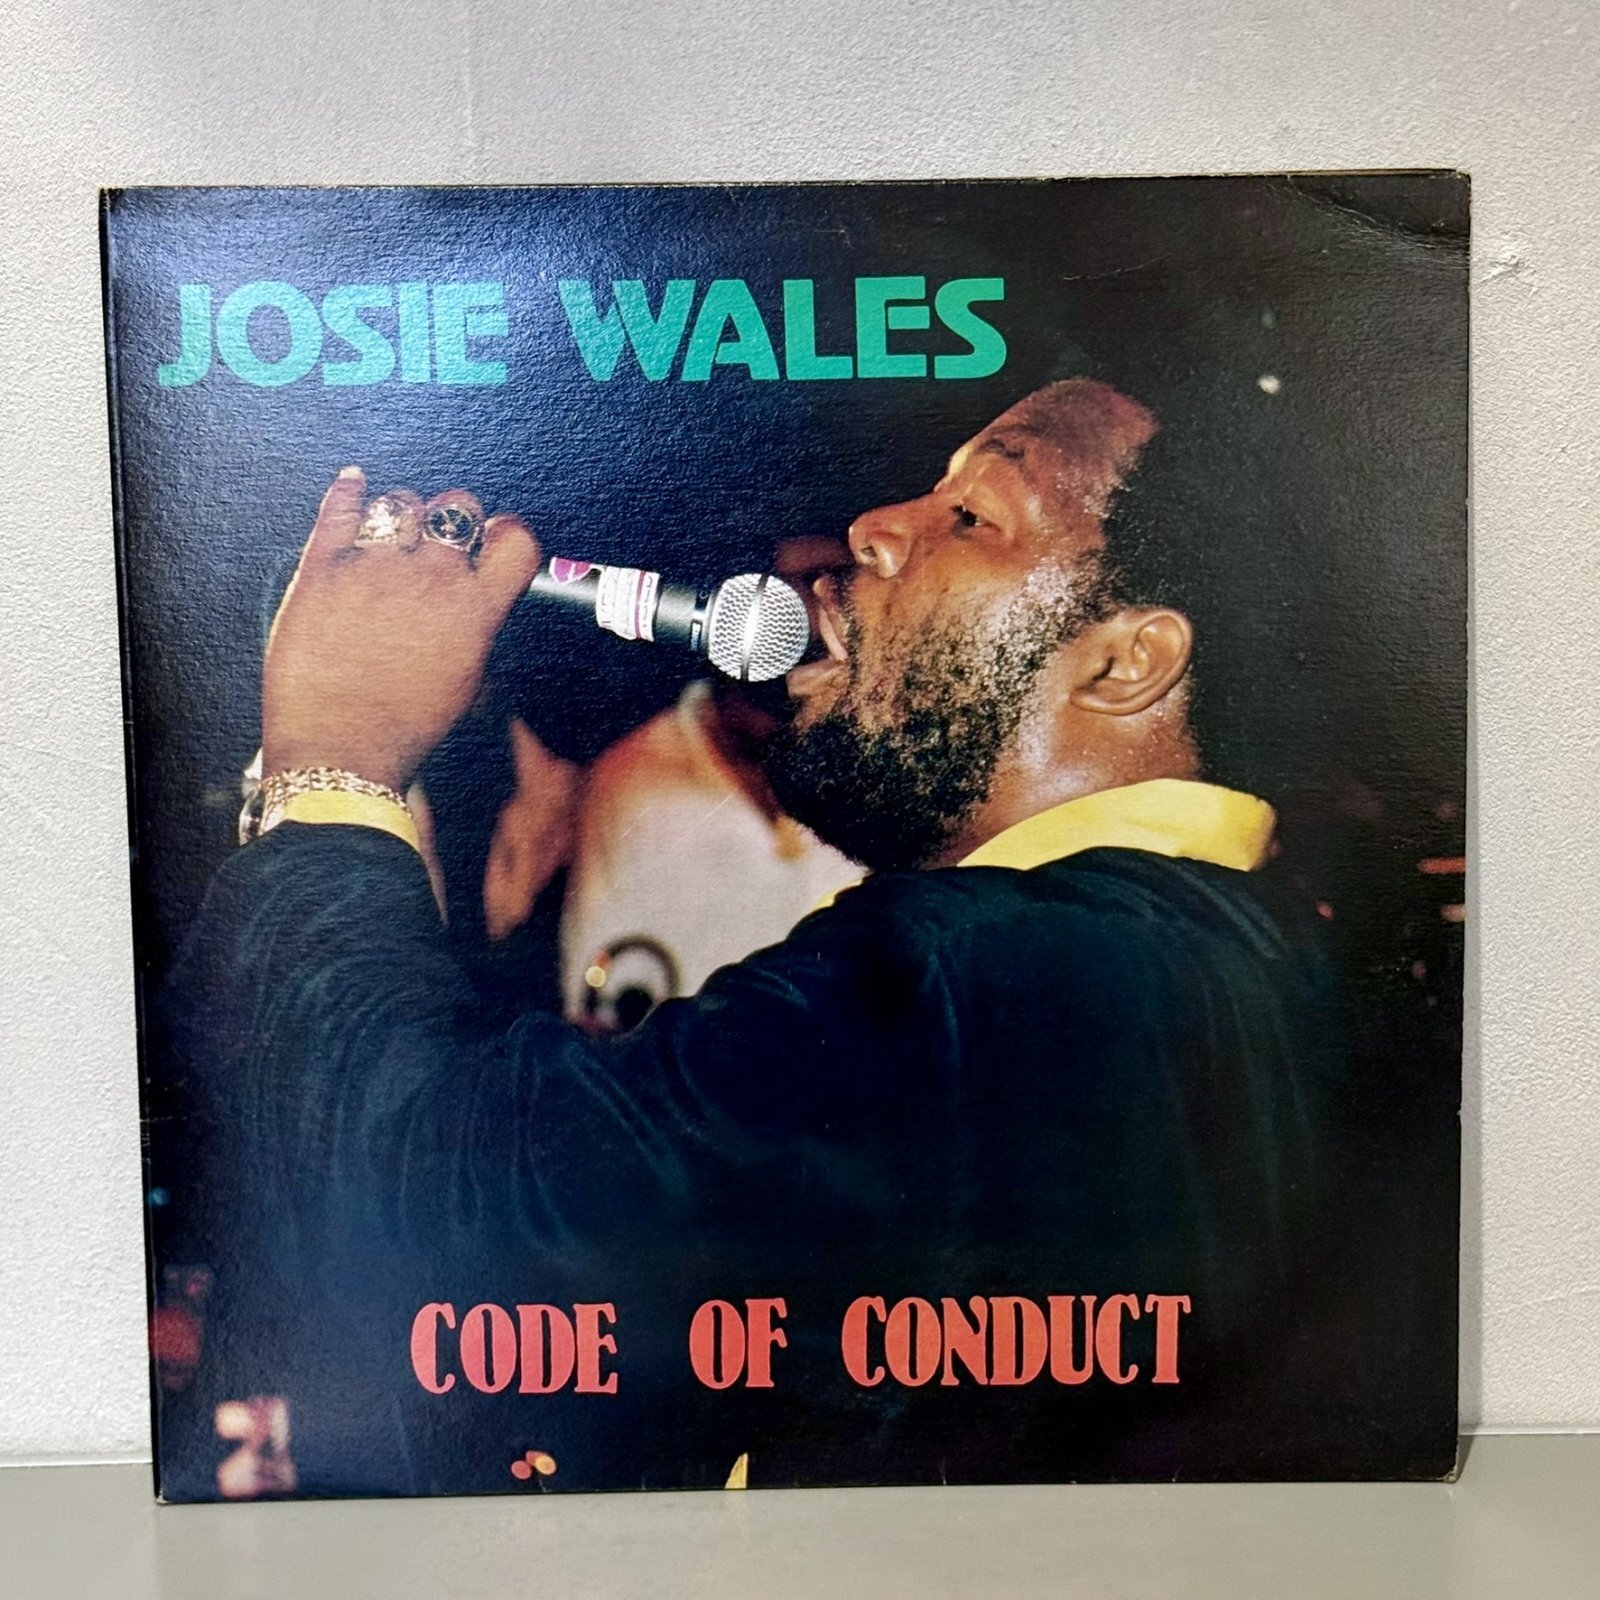 JOSIE WALES
CODE OF CONDUCT